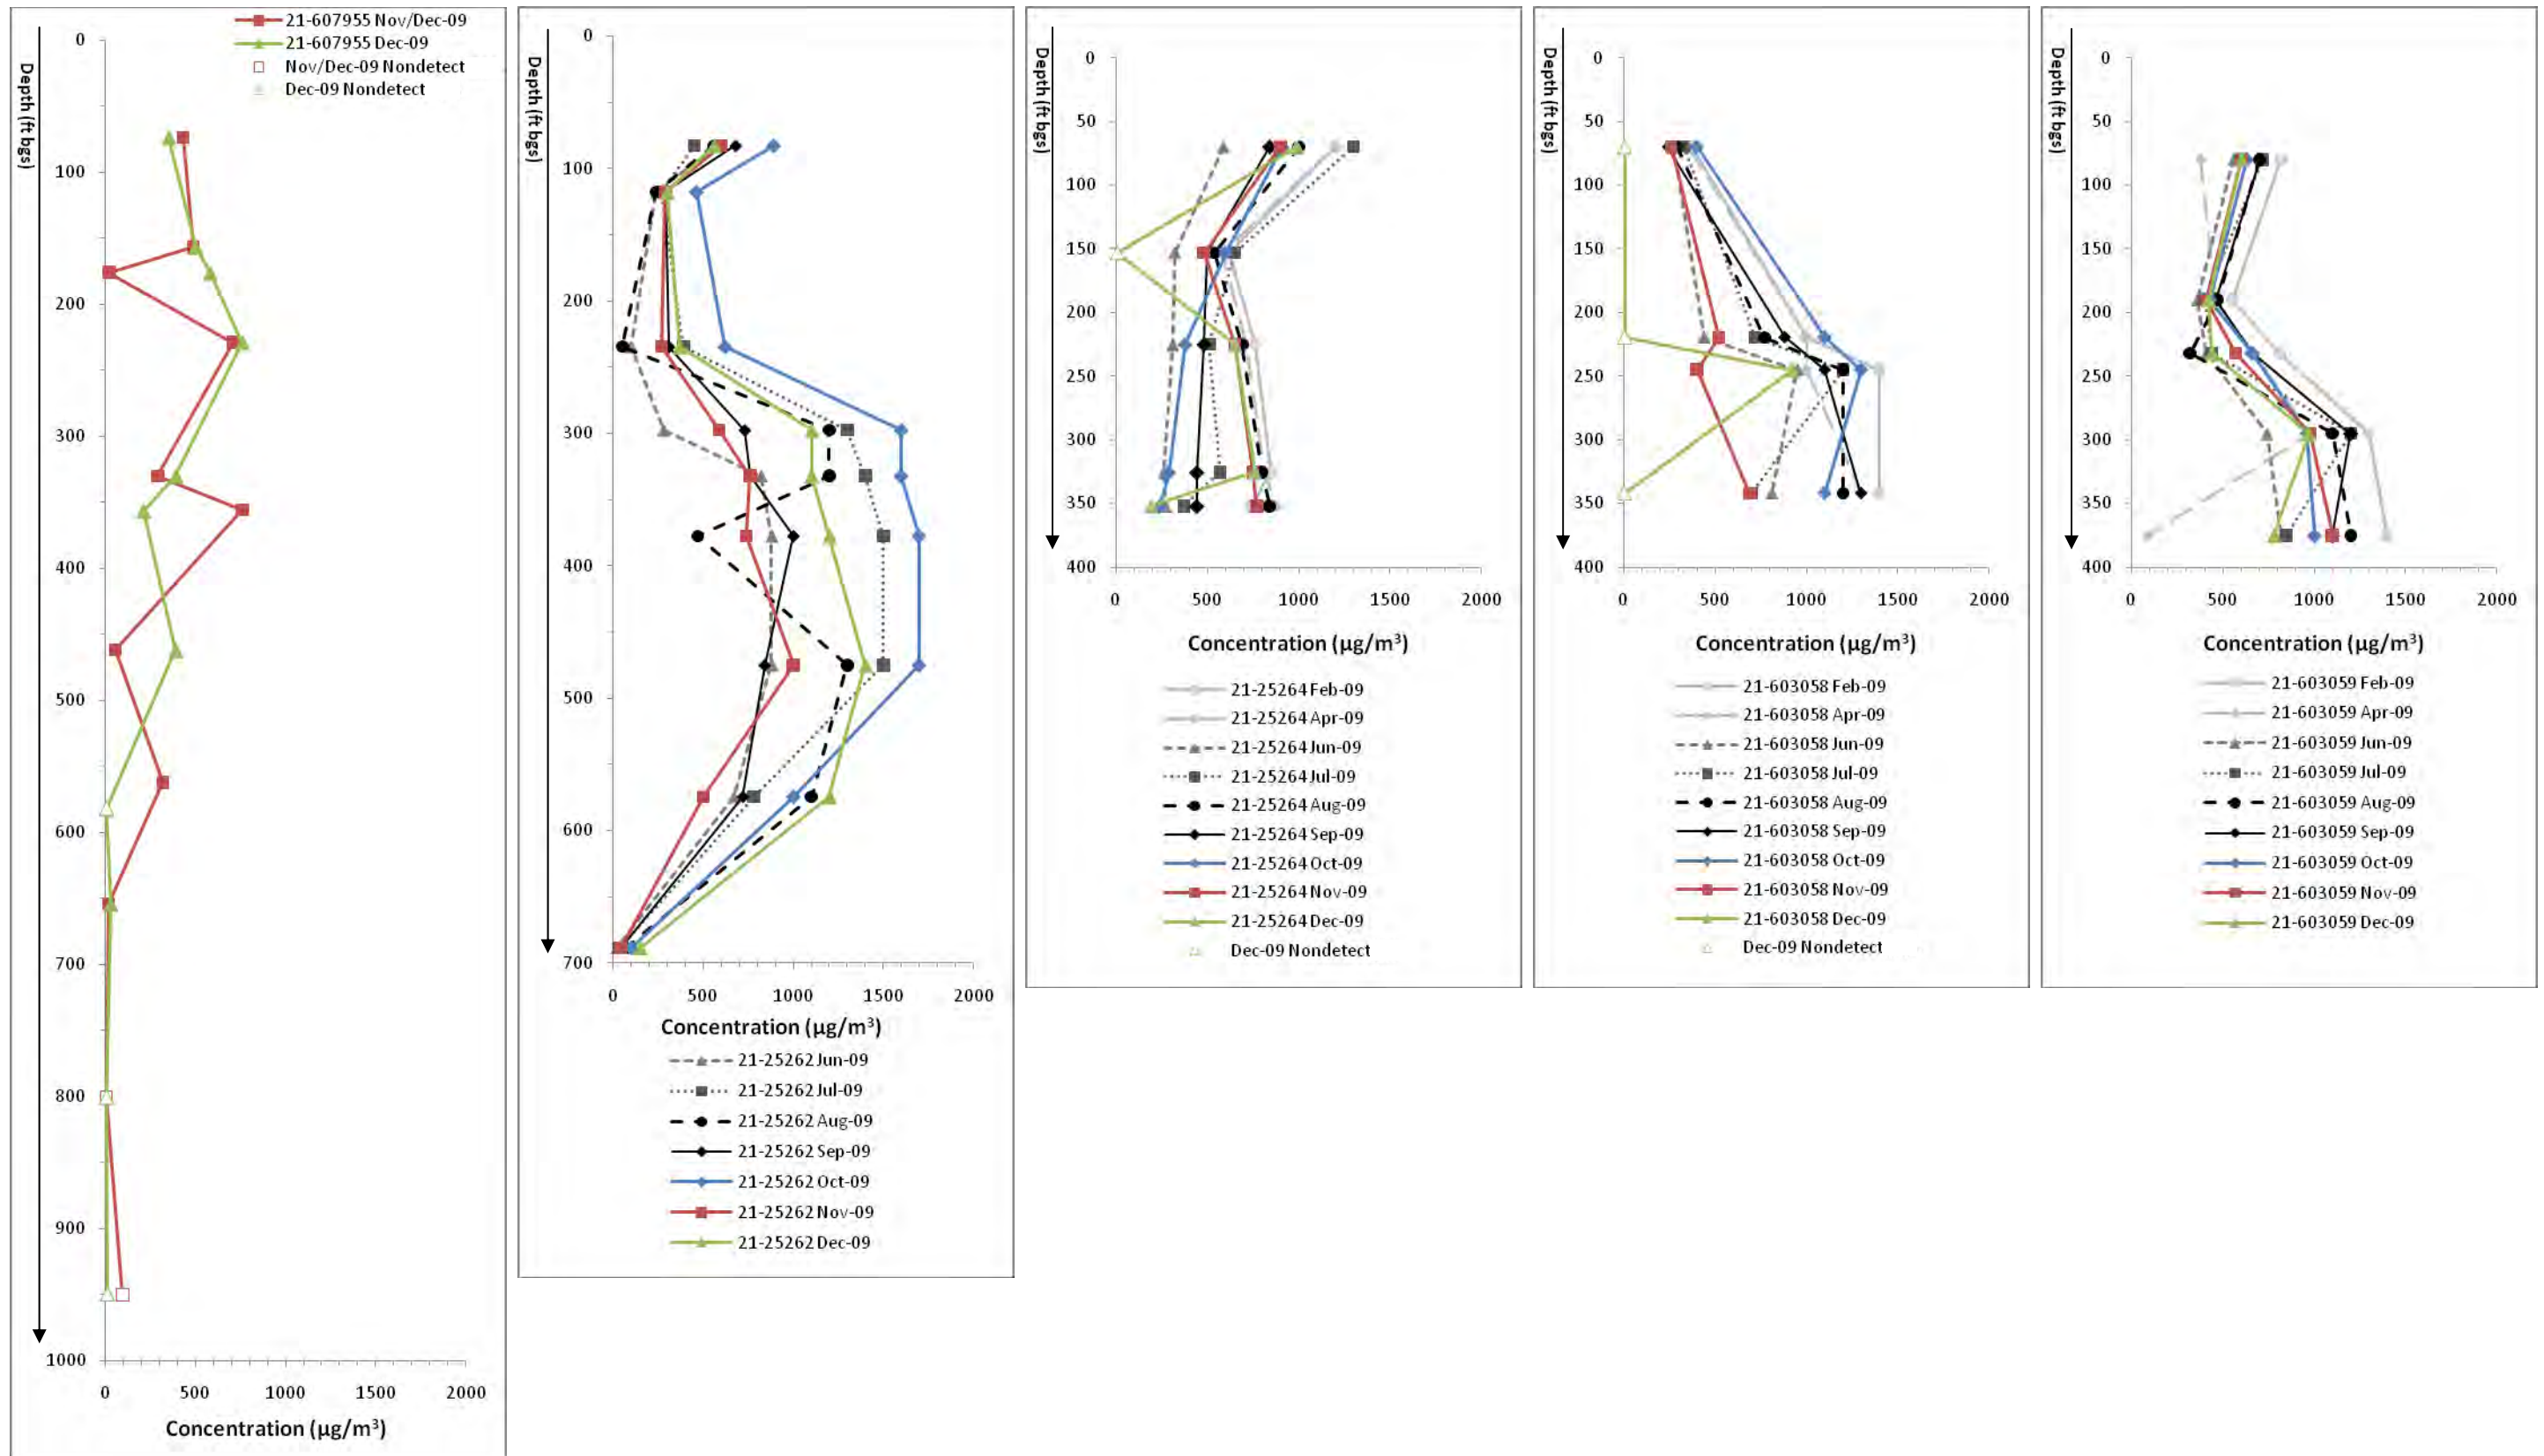 21-607955 Nov/Dec-09
21-607955 Dec-09
Nov/Dec-09 Nondetect
Dec-09 Nondetect
Depth (ft bgs)
0
100
200
300
400
500
600
700
800
900
1000
0 500 1000 1500 2000
Concentration (µg/m³)
Depth (ft bgs)
0
100
200
300
400
500
600
700
0 500 1000 1500 2000
Concentration (µg/m³)
21-25262 Jun-09
21-25262 Jul-09
21-25262 Aug-09
21-25262 Sep-09
21-25262 Oct-09
21-25262 Nov-09
21-25262 Dec-09
Depth (ft bgs)
0
50
100
150
200
250
300
350
400
0 500 1000 1500 2000
Concentration (µg/m³)
21-25264 Feb-09
21-25264 Apr-09
21-25264 Jun-09
21-25264 Jul-09
21-25264 Aug-09
21-25264 Sep-09
21-25264 Oct-09
21-25264 Nov-09
21-25264 Dec-09
Dec-09 Nondetect
Depth (ft bgs)
0
50
100
150
200
250
300
350
400
0 500 1000 1500 2000
Concentration (µg/m³)
21-603058 Feb-09
21-603058 Apr-09
21-603058 Jun-09
21-603058 Jul-09
21-603058 Aug-09
21-603058 Sep-09
21-603058 Oct-09
21-603058 Nov-09
21-603058 Dec-09
Dec-09 Nondetect
Depth (ft bgs)
0
50
100
150
200
250
300
350
400
0 500 1000 1500 2000
Concentration (µg/m³)
21-603059 Feb-09
21-603059 Apr-09
21-603059 Jun-09
21-603059 Jul-09
21-603059 Aug-09
21-603059 Sep-09
21-603059 Oct-09
21-603059 Nov-09
21-603059 Dec-09